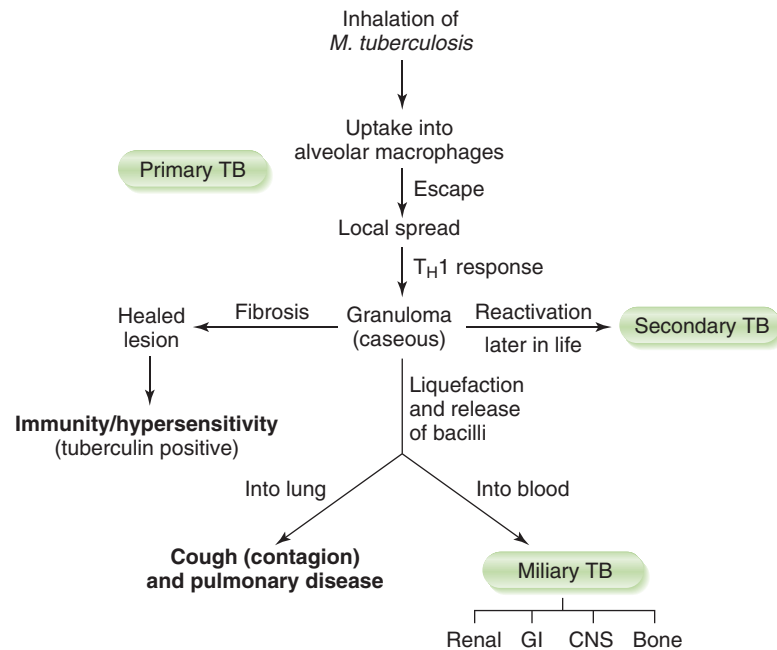 Inhalation of
M. tuberculosis
Uptake into
alveolar macrophages
Primary TB
Escape
Local spread
TH1 response
Healed
lesion
Fibrosis
Granuloma
(caseous)
Reactivation
later in life
Secondary TB
Liquefaction
and release
of bacilli
Immunity/hypersensitivity
(tuberculin positive)
Into lung
Into blood
Cough (contagion)
and pulmonary disease
Miliary TB
Renal GI CNS Bone